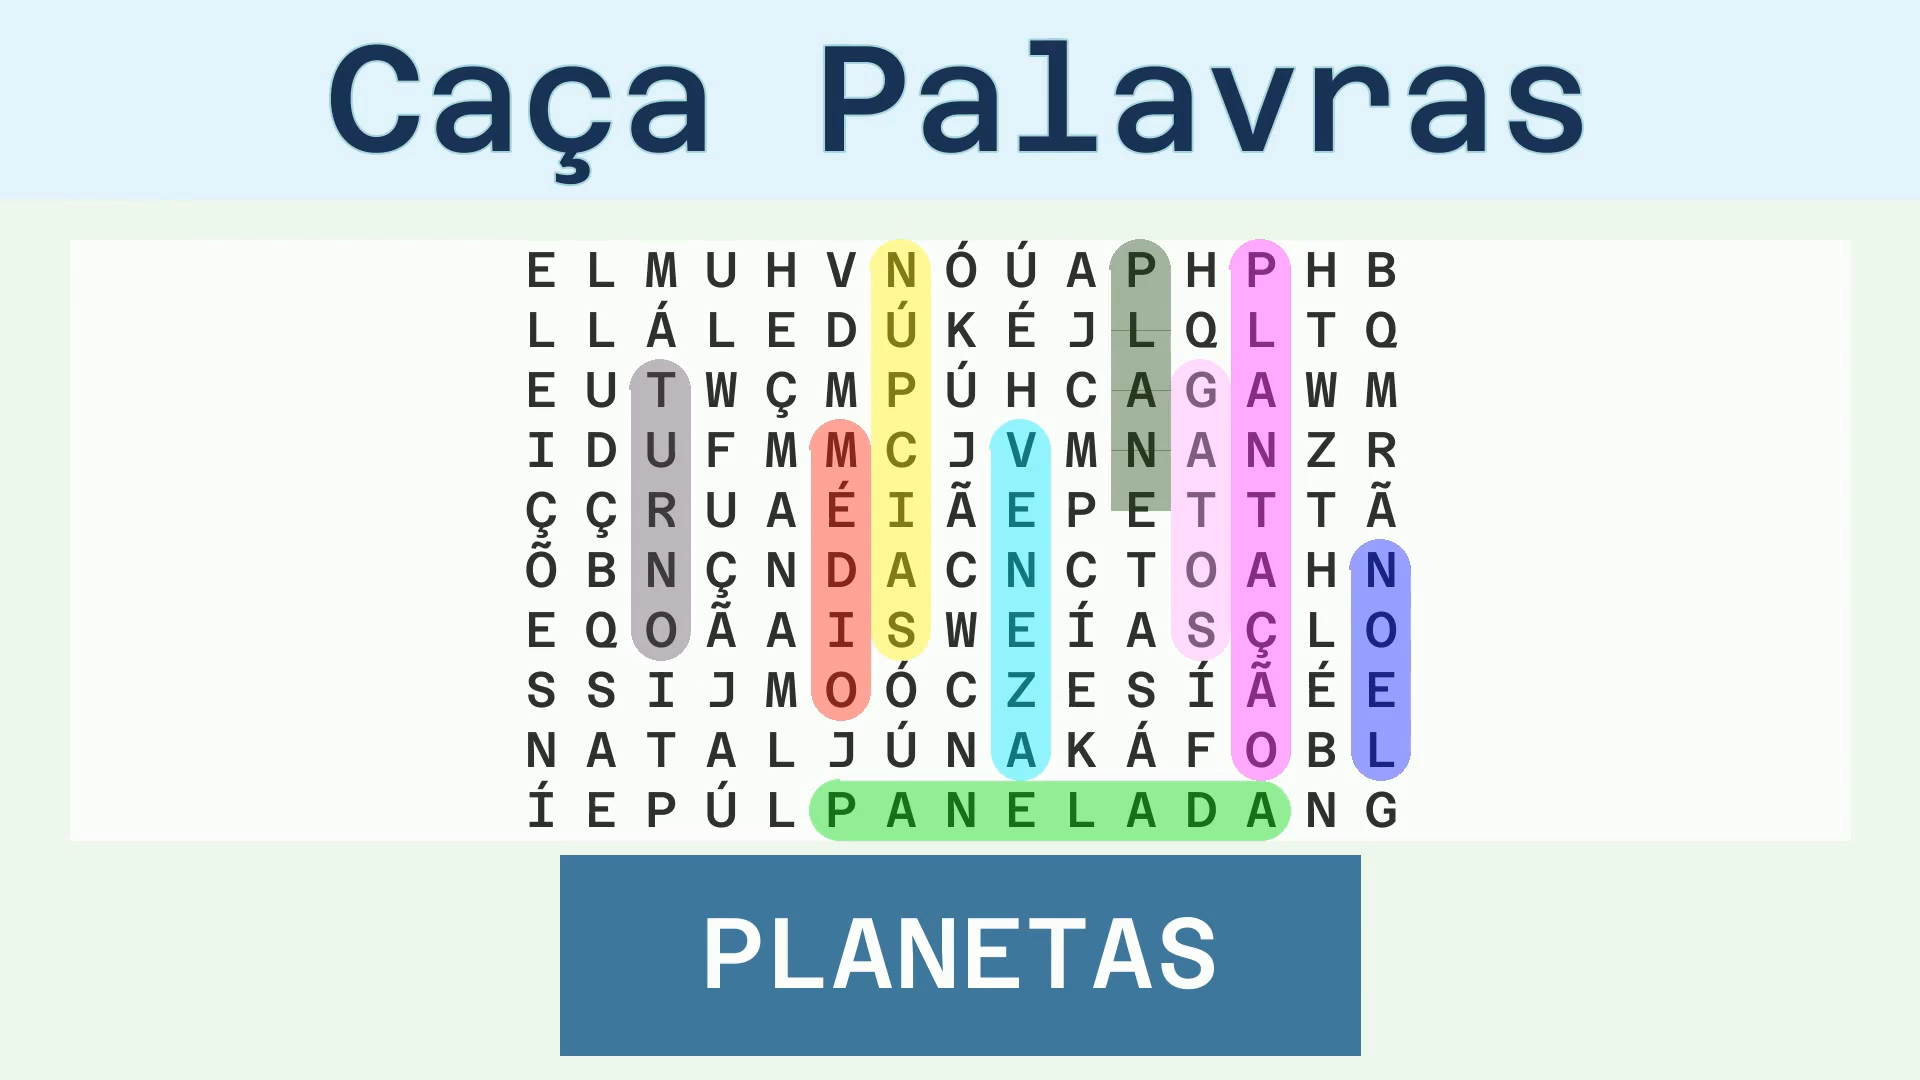 Caça Palavras
E L M U H V N Ó Ú A P H P H B
L L Á L E D Ú K É J L Q L T Q
E U T W Ç M P Ú H C A G A W M
I D U F M M C J V M N A N Z R
Ç Ç R U A É I Ã E P E T T T Ã
Õ B N Ç N D A C N C T O A H N
E Q O Ã A I S W E Í A S Ç L O
S S I J M O Ó C Z E S Í Ã É E
N A T A L J Ú N A K Á F O B L
Í E P Ú L P A N E L A D A N G
PLANETAS